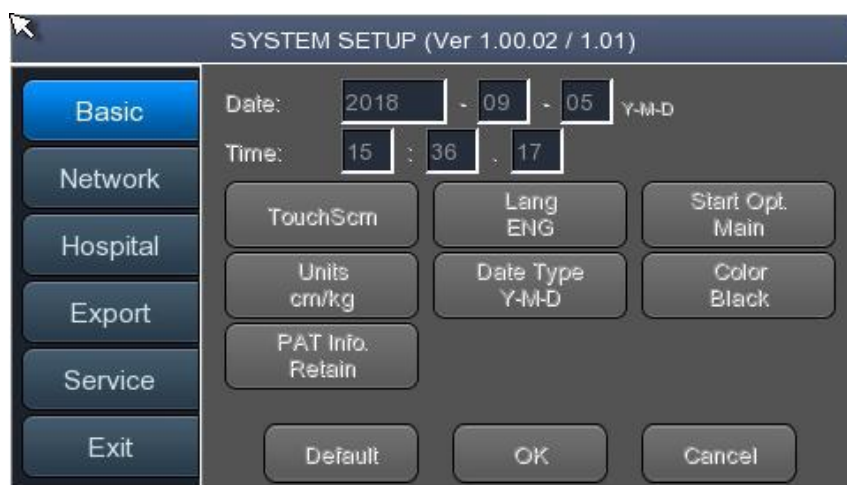 SYSTEM SETUP (Ver 1.00.02 / 1.01)
Basic
Network
Hospital
Export
Service
Exit
Date: 2018 - 09 - 05 Y-M-D
Time: 15 : 36 . 17
TouchScrn
Lang
ENG
Start Opt.
Main
Units
cm/kg
Date Type
Y-M-D
Color
Black
PAT Info.
Retain
Default
OK
Cancel